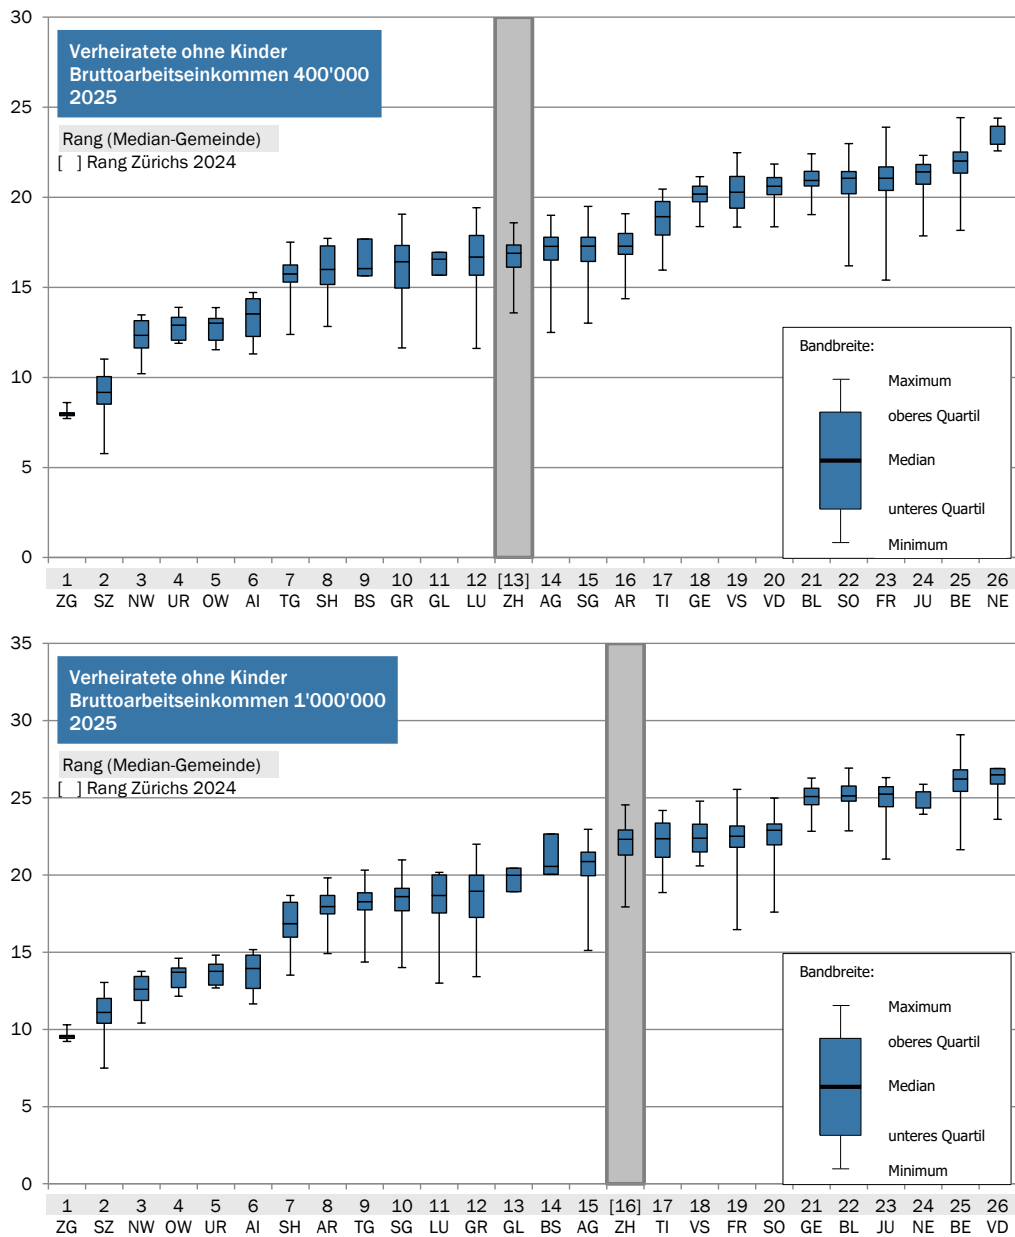 30
25
20
15
10
5
0
Verheiratete ohne Kinder
Bruttoarbeitseinkommen 400'000
2025
Rang (Median-Gemeinde)
[ ] Rang Zürichs 2024
Bandbreite:
Maximum
oberes Quartil
Median
unteres Quartil
Minimum
1 2 3 4 5 6 7 8 9 10 11 12 [13] 14 15 16 17 18 19 20 21 22 23 24 25 26
ZG SZ NW UR OW AI TG SH BS GR GL LU ZH AG SG AR TI GE VS VD BL SO FR JU BE NE
35
30
25
20
15
10
5
0
Verheiratete ohne Kinder
Bruttoarbeitseinkommen 1'000'000
2025
Rang (Median-Gemeinde)
[ ] Rang Zürichs 2024
Bandbreite:
Maximum
oberes Quartil
Median
unteres Quartil
Minimum
1 2 3 4 5 6 7 8 9 10 11 12 13 14 15 [16] 17 18 19 20 21 22 23 24 25 26
ZG SZ NW OW UR AI SH AR TG SG LU GR GL BS AG ZH TI VS FR SO GE BL JU NE BE VD